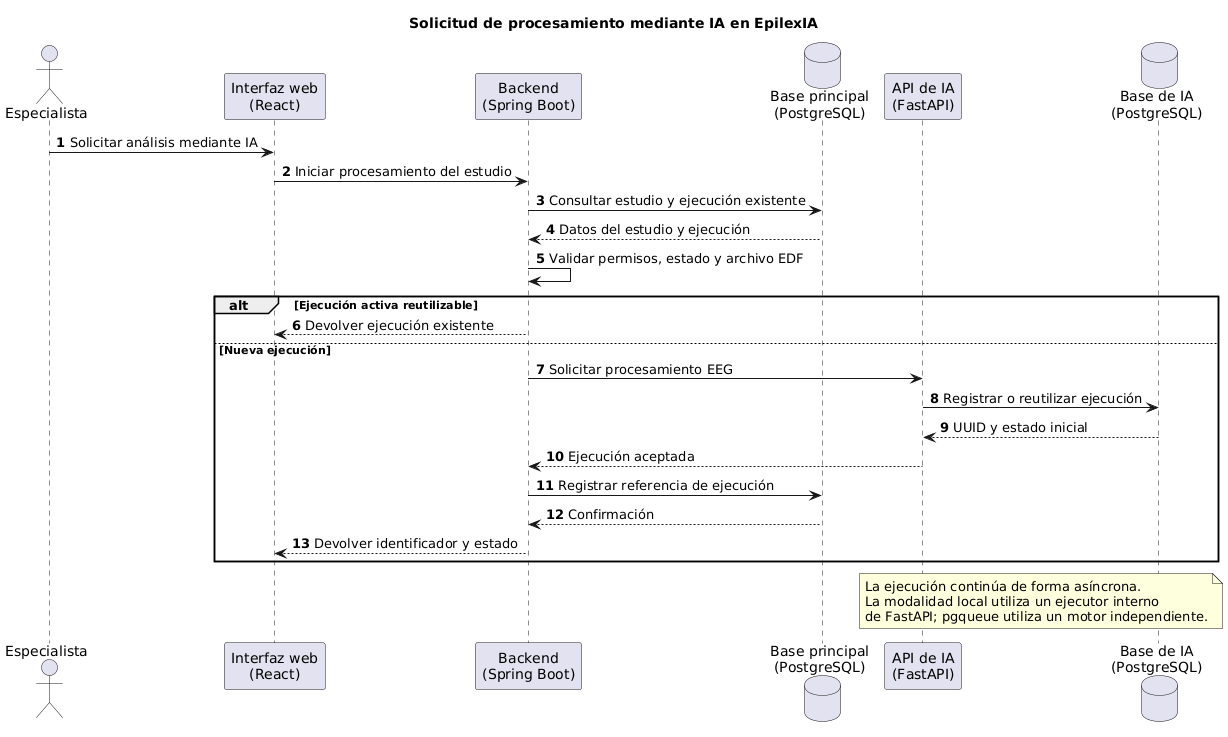 Solicitud de procesamiento mediante IA en EpilexIA
Especialista
Interfaz web
(React)
Backend
(Spring Boot)
Base principal
(PostgreSQL)
API de IA
(FastAPI)
Base de IA
(PostgreSQL)
1 Solicitar análisis mediante IA
2 Iniciar procesamiento del estudio
3 Consultar estudio y ejecución existente
4 Datos del estudio y ejecución
5 Validar permisos, estado y archivo EDF
alt [Ejecución activa reutilizable]
6 Devolver ejecución existente
[Nueva ejecución]
7 Solicitar procesamiento EEG
8 Registrar o reutilizar ejecución
9 UUID y estado inicial
10 Ejecución aceptada
11 Registrar referencia de ejecución
12 Confirmación
13 Devolver identificador y estado
La ejecución continúa de forma asíncrona.
La modalidad local utiliza un ejecutor interno
de FastAPI; pgqueue utiliza un motor independiente.
Especialista
Interfaz web
(React)
Backend
(Spring Boot)
Base principal
(PostgreSQL)
API de IA
(FastAPI)
Base de IA
(PostgreSQL)